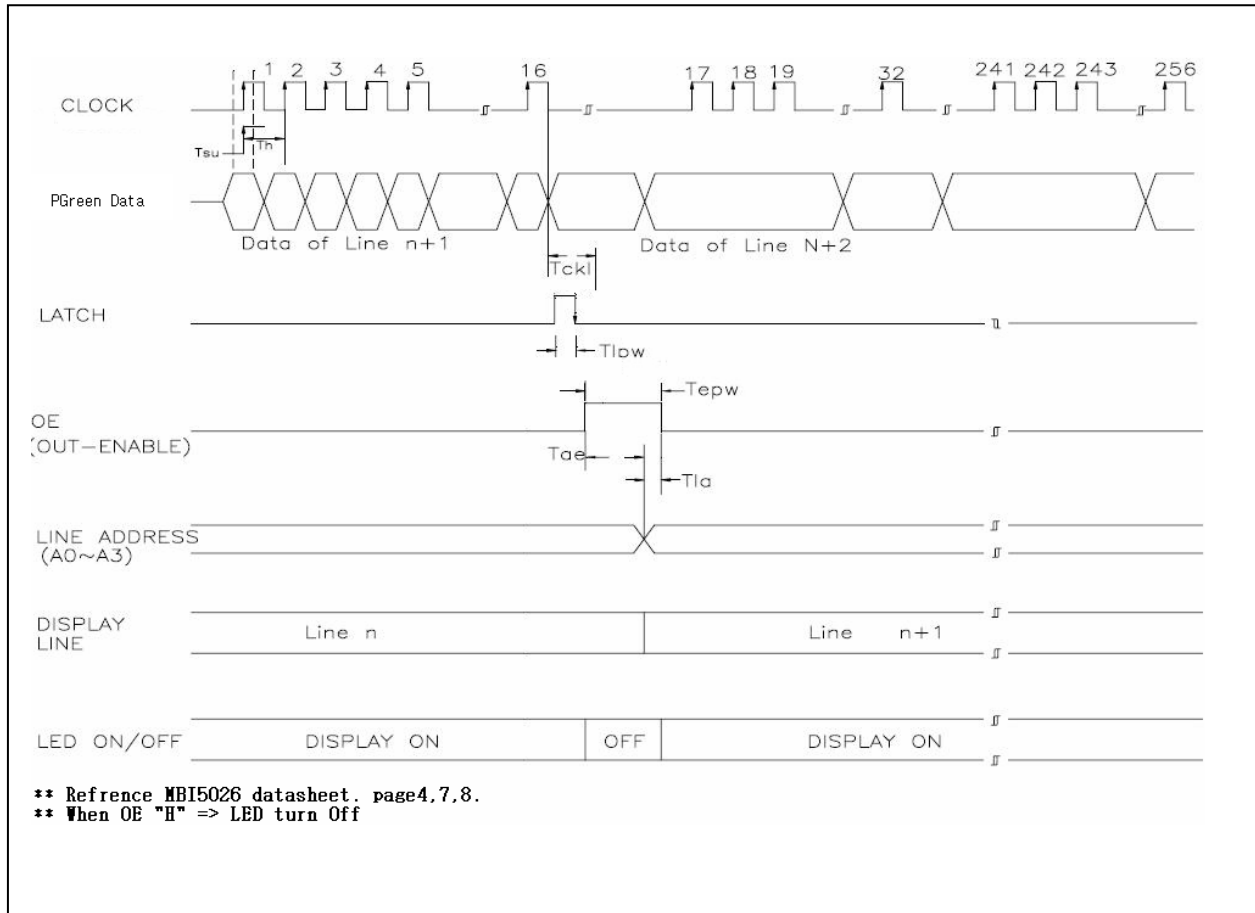 1 2 3 4 5 16 17 18 19 32 241 242 243 256
CLOCK
Tsu Th
PGreen Data
Data of Line n+1 Data of Line N+2
Tckl
LATCH
Tlpw
Tepw
OE
(OUT-ENABLE)
Tae
Tla
LINE ADDRESS
(A0~A3)
DISPLAY
LINE
Line n Line n+1
LED ON/OFF DISPLAY ON OFF DISPLAY ON
** Refrence MBI5026 datasheet. page4,7,8.
** When OE "H" => LED turn Off